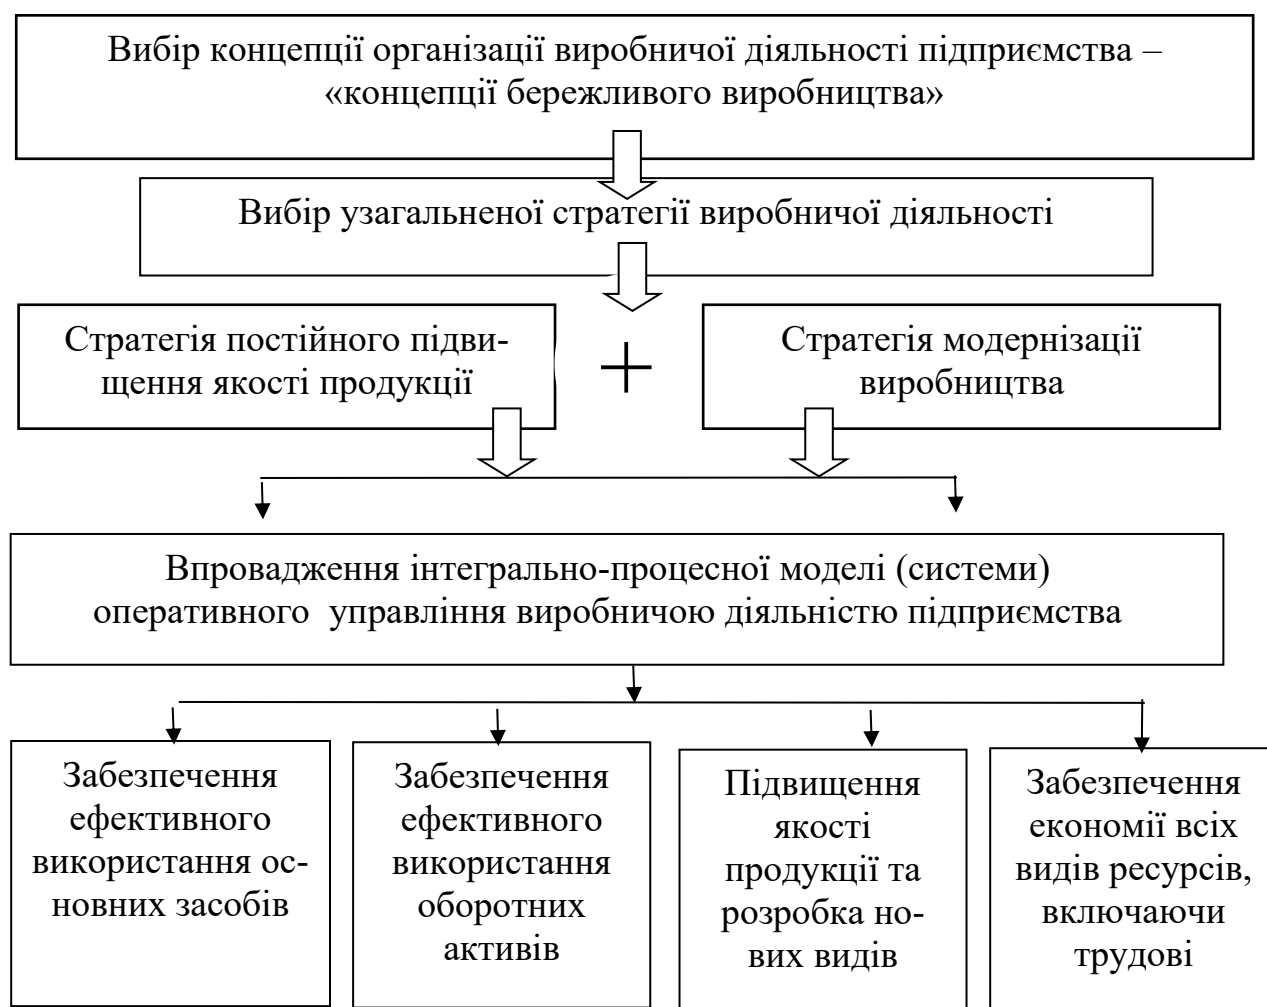 Вибір концепції організації виробничої діяльності підприємства –
«концепції бережливого виробництва»
Вибір узагальненої стратегії виробничої діяльності
Стратегія постійного підви-
щення якості продукції
+
Стратегія модернізації
виробництва
Впровадження інтегрально-процесної моделі (системи)
оперативного управління виробничою діяльністю підприємства
Забезпечення
ефективного
використання ос-
новних засобів
Забезпечення
ефективного
використання
оборотних
активів
Підвищення
якості
продукції та
розробка но-
вих видів
Забезпечення
економії всіх
видів ресурсів,
включаючи
трудові